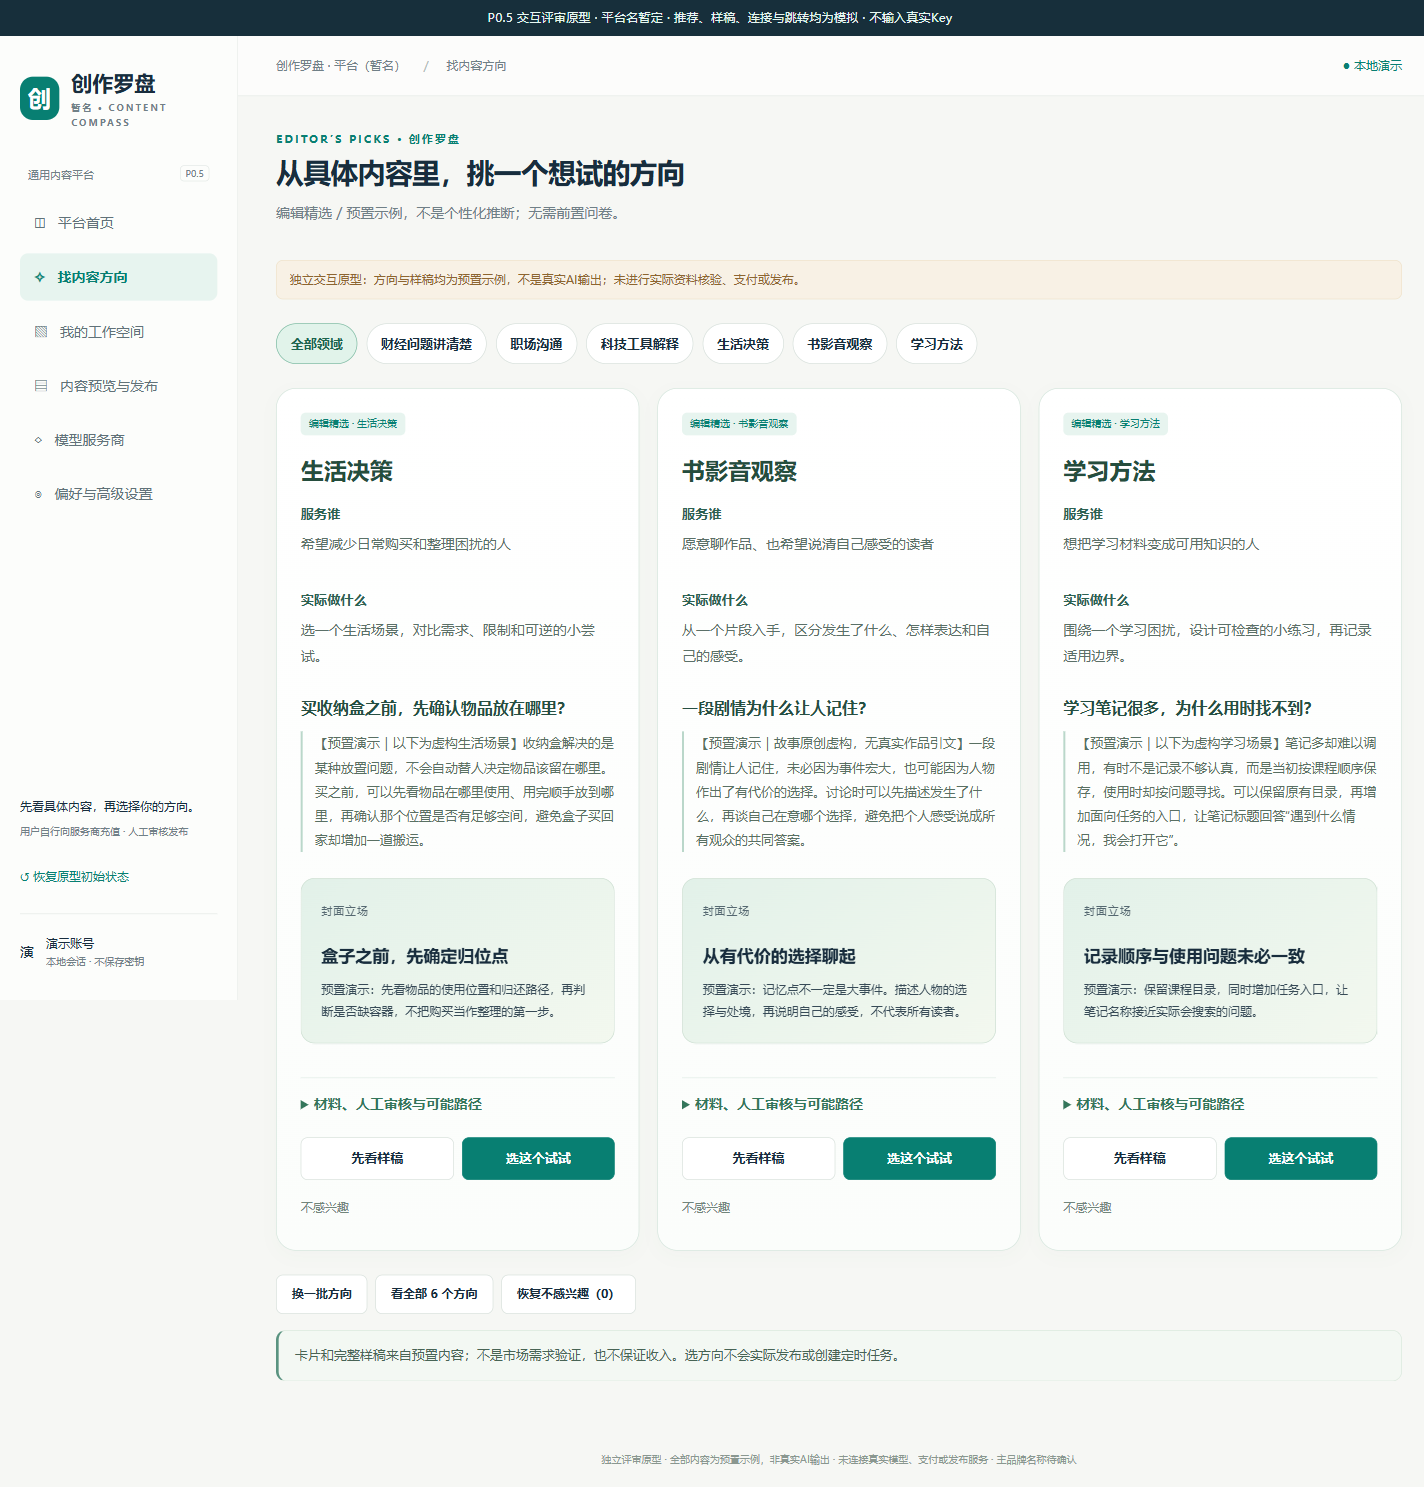 P0.5 交互评审原型 · 平台名暂定 · 推荐、样稿、连接与跳转均为模拟 · 不输入真实Key
创
创作罗盘
暂名 • CONTENT
COMPASS
通用内容平台
P0.5
平台首页
找内容方向
我的工作空间
内容预览与发布
模型服务商
偏好与高级设置
先看具体内容，再选择你的方向。
用户自行向服务商充值 · 人工审核发布
↺ 恢复原型初始状态
演
演示账号
本地会话 · 不保存密钥
创作罗盘 · 平台（暂名） / 找内容方向
● 本地演示
EDITOR'S PICKS • 创作罗盘
从具体内容里，挑一个想试的方向
编辑精选 / 预置示例，不是个性化推断；无需前置问卷。
独立交互原型：方向与样稿均为预置示例，不是真实AI输出；未进行实际资料核验、支付或发布。
全部领域
财经问题讲清楚
职场沟通
科技工具解释
生活决策
书影音观察
学习方法
编辑精选 · 生活决策
生活决策
服务谁
希望减少日常购买和整理困扰的人
实际做什么
选一个生活场景，对比需求、限制和可逆的小尝
试。
买收纳盒之前，先确认物品放在哪里？
【预置演示｜以下为虚构生活场景】收纳盒解决的是
某种放置问题，不会自动替人决定物品该留在哪里。
买之前，可以先看物品在哪里使用、用完顺手放到哪
里，再确认那个位置是否有足够空间，避免盒子买回
家却增加一道搬运。
封面立场
盒子之前，先确定归位点
预置演示：先看物品的使用位置和归还路径，再判
断是否缺容器，不把购买当作整理的第一步。
▶ 材料、人工审核与可能路径
先看样稿
选这个试试
不感兴趣
编辑精选 · 书影音观察
书影音观察
服务谁
愿意聊作品、也希望说清自己感受的读者
实际做什么
从一个片段入手，区分发生了什么、怎样表达和自
己的感受。
一段剧情为什么让人记住？
【预置演示｜故事原创虚构，无真实作品引文】一段
剧情让人记住，未必因为事件宏大，也可能因为人物
作出了有代价的选择。讨论时可以先描述发生了什
么，再谈自己在意哪个选择，避免把个人感受说成所
有观众的共同答案。
封面立场
从有代价的选择聊起
预置演示：记忆点不一定是大事件。描述人物的选
择与处境，再说明自己的感受，不代表所有读者。
▶ 材料、人工审核与可能路径
先看样稿
选这个试试
不感兴趣
编辑精选 · 学习方法
学习方法
服务谁
想把学习材料变成可用知识的人
实际做什么
围绕一个学习困扰，设计可检查的小练习，再记录
适用边界。
学习笔记很多，为什么用时找不到？
【预置演示｜以下为虚构学习场景】笔记多却难以调
用，有时不是记录不够认真，而是当初按课程顺序保
存，使用时却按问题寻找。可以保留原有目录，再增
加面向任务的入口，让笔记标题回答“遇到什么情
况，我会打开它”。
封面立场
记录顺序与使用问题未必一致
预置演示：保留课程目录，同时增加任务入口，让
笔记名称接近实际会搜索的问题。
▶ 材料、人工审核与可能路径
先看样稿
选这个试试
不感兴趣
换一批方向
看全部 6 个方向
恢复不感兴趣（0）
卡片和完整样稿来自预置内容；不是市场需求验证，也不保证收入。选方向不会实际发布或创建定时任务。
独立评审原型 · 全部内容为预置示例，非真实AI输出 · 未连接真实模型、支付或发布服务 · 主品牌名称待确认